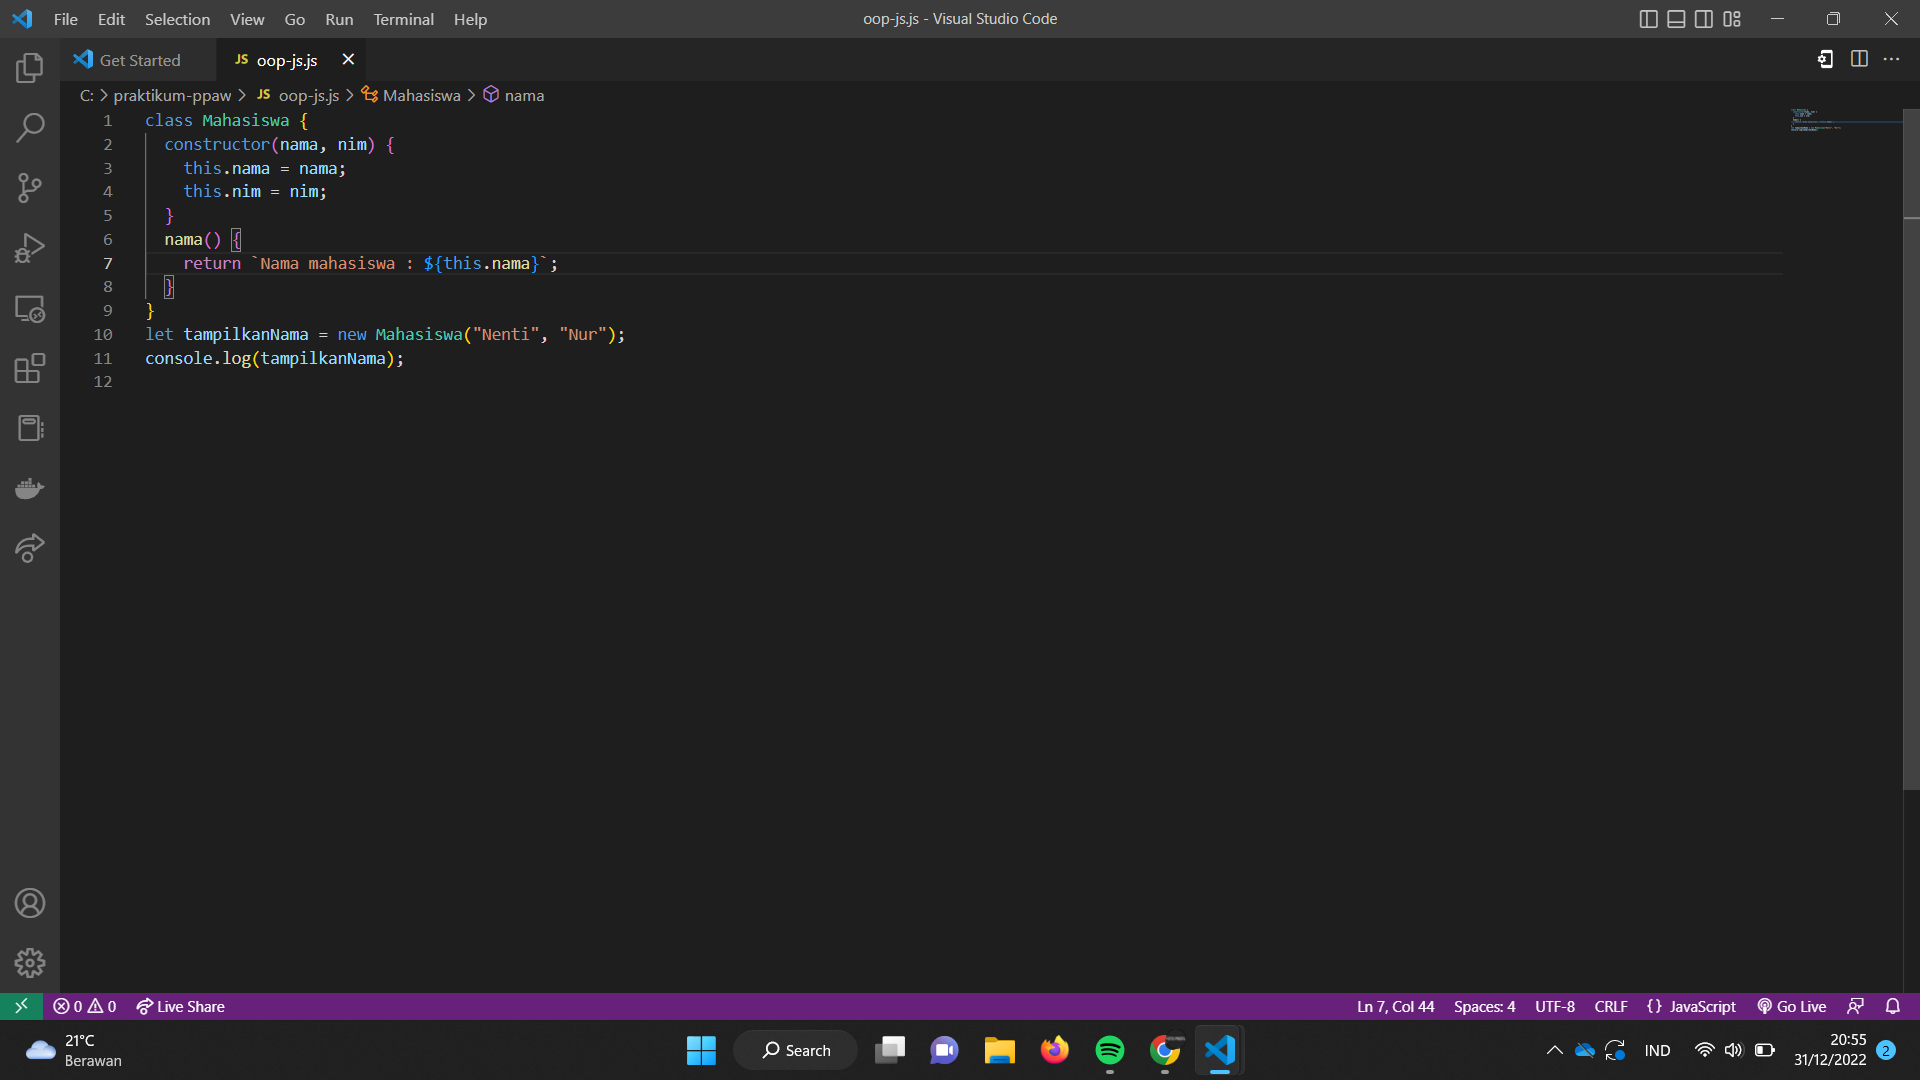 File Edit Selection View Go Run Terminal Help
oop-js.js - Visual Studio Code
Get Started
JS oop-js.js
C: > praktikum-ppaw > JS oop-js.js > Mahasiswa > nama
1 class Mahasiswa {
2 constructor(nama, nim) {
3 this.nama = nama;
4 this.nim = nim;
5 }
6 nama() {
7 return `Nama mahasiswa : ${this.nama}`;
8 }
9 }
10 let tampilkanNama = new Mahasiswa("Nenti", "Nur");
11 console.log(tampilkanNama);
12
0 0 Live Share
Ln 7, Col 44 Spaces: 4 UTF-8 CRLF {} JavaScript Go Live
21°C
Berawan
Search
IND
20:55
31/12/2022
2